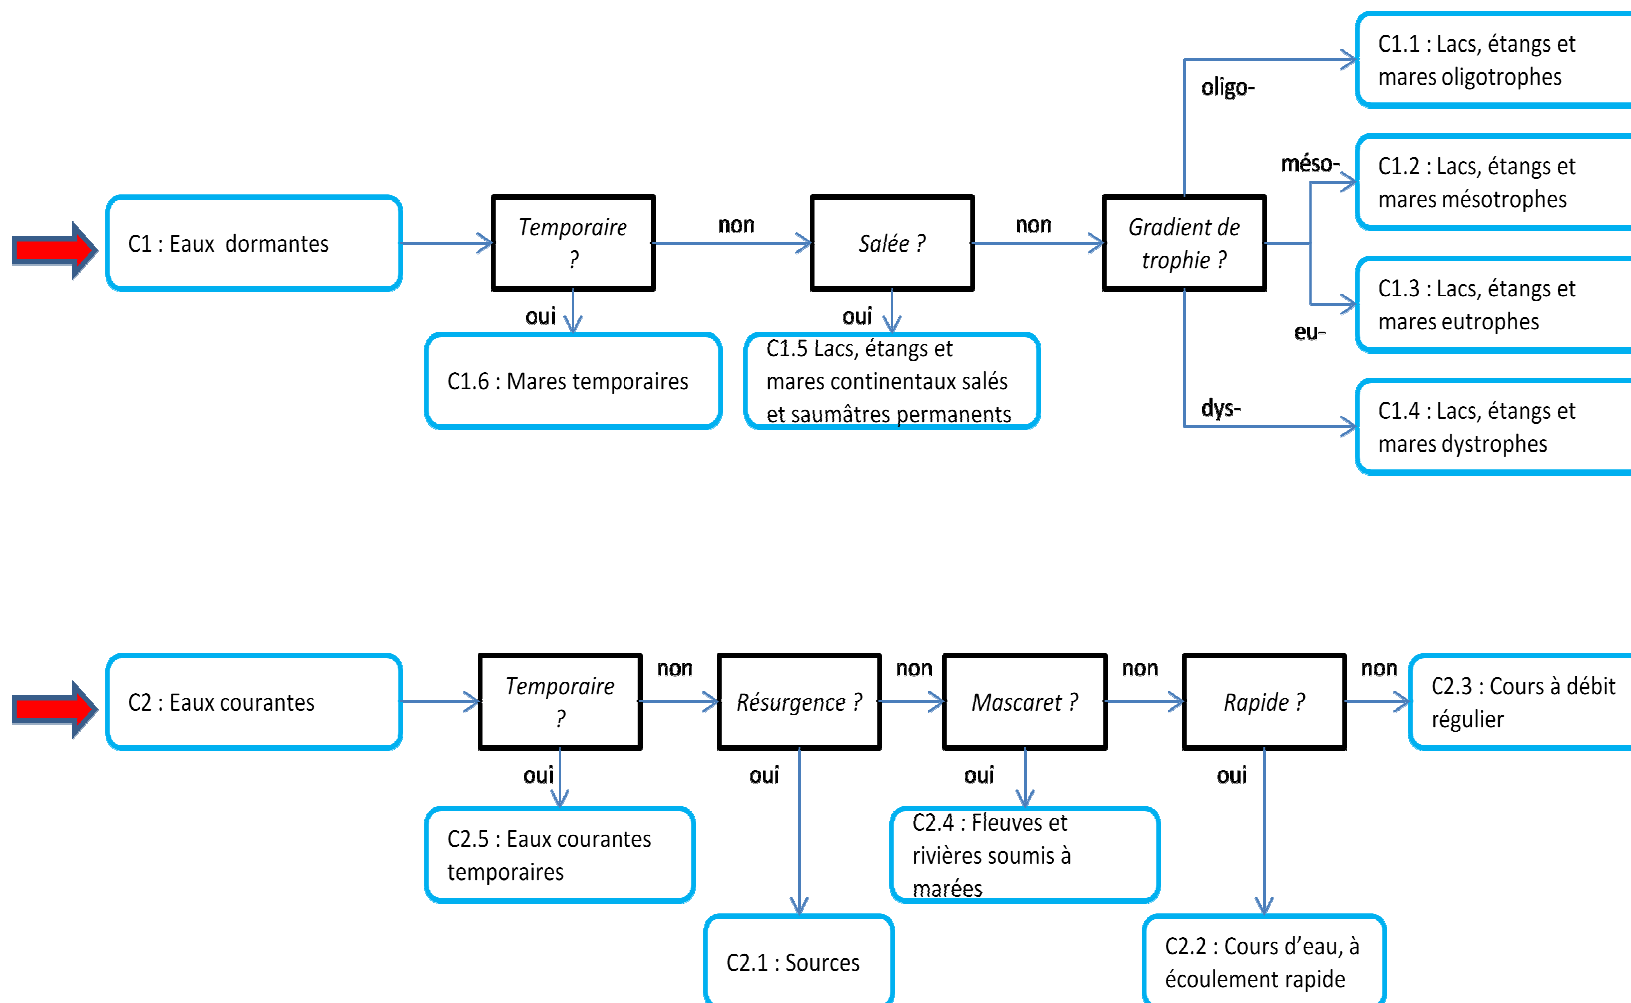 C1.1 : Lacs, étangs et
mares oligotrophes
oligo-
méso-
C1.2 : Lacs, étangs et
mares mésotrophes
C1 : Eaux dormantes
Temporaire
?
non
Salée ?
non
Gradient de
trophie ?
C1.3 : Lacs, étangs et
mares eutrophes
eu-
oui
oui
C1.6 : Mares temporaires
C1.5 Lacs, étangs et
mares continentaux salés
et saumâtres permanents
dys-
C1.4 : Lacs, étangs et
mares dystrophes
C2 : Eaux courantes
Temporaire
?
non
Résurgence ?
non
Mascaret ?
non
Rapide ?
non
C2.3 : Cours à débit
régulier
oui
oui
oui
oui
C2.5 : Eaux courantes
temporaires
C2.4 : Fleuves et
rivières soumis à
marées
C2.1 : Sources
C2.2 : Cours d'eau, à
écoulement rapide